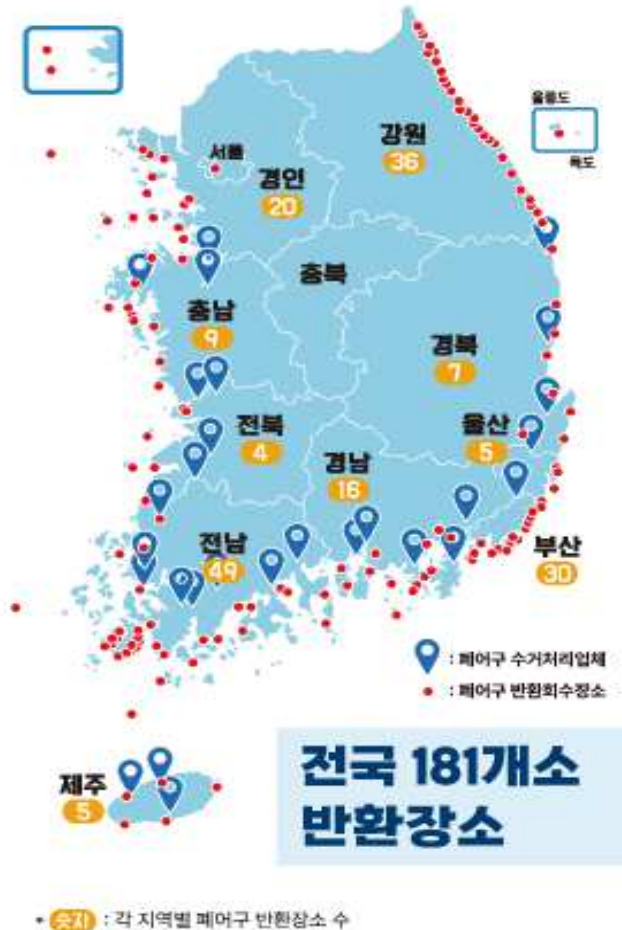 울릉도
독도
서울
강원
36
경인
20
충북
충남
9
경북
7
전북
4
울산
5
경남
16
전남
49
부산
30
: 폐어구 수거처리업체
: 폐어구 반환회수장소
제주
5
전국 181개소
반환장소
* 숫자 : 각 지역별 폐어구 반환장소 수